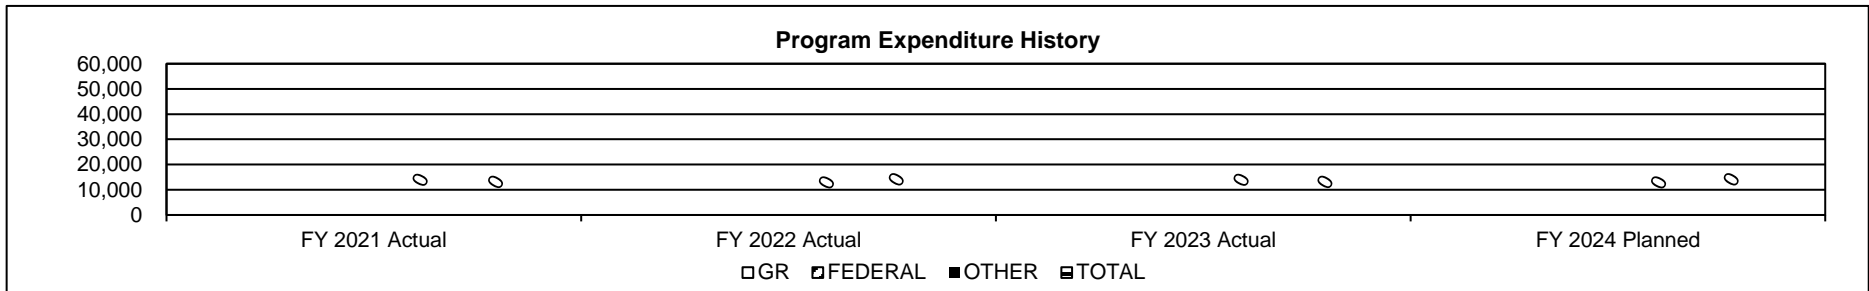 Program Expenditure History
60,000
50,000
40,000
30,000
20,000
10,000
0
0 0 0 0 0 0 0 0
FY 2021 Actual FY 2022 Actual FY 2023 Actual FY 2024 Planned
GR FEDERAL OTHER TOTAL